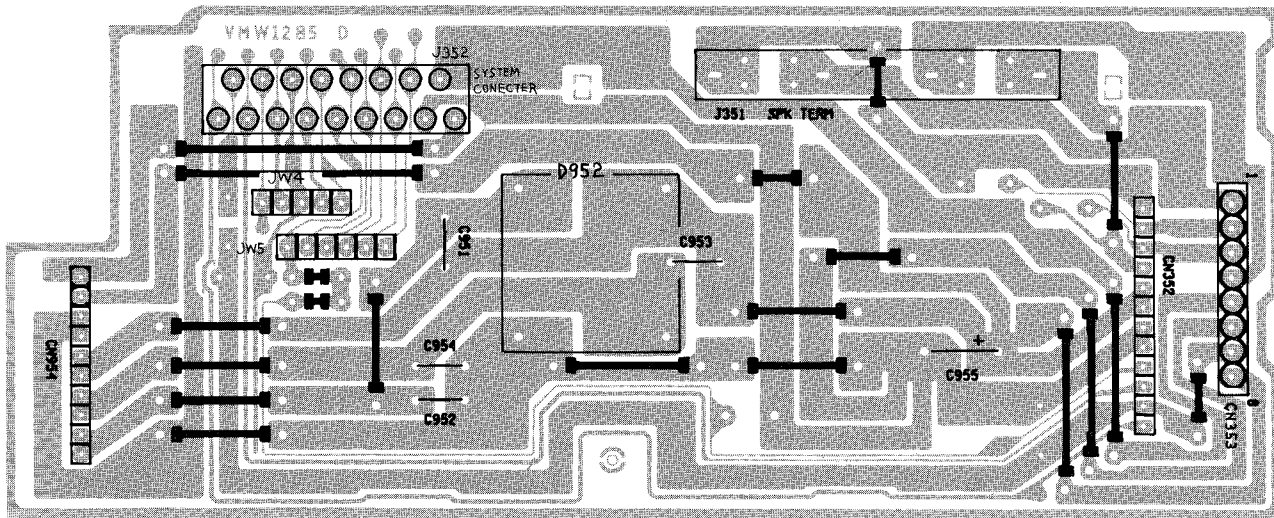 VMW1285 D
J352
SYSTEM
CONECTER
J351 SPK TERM
JW4
D952
1
JW5
C951
C953
CN352
CN954
C954
+
C955
C952
CN353